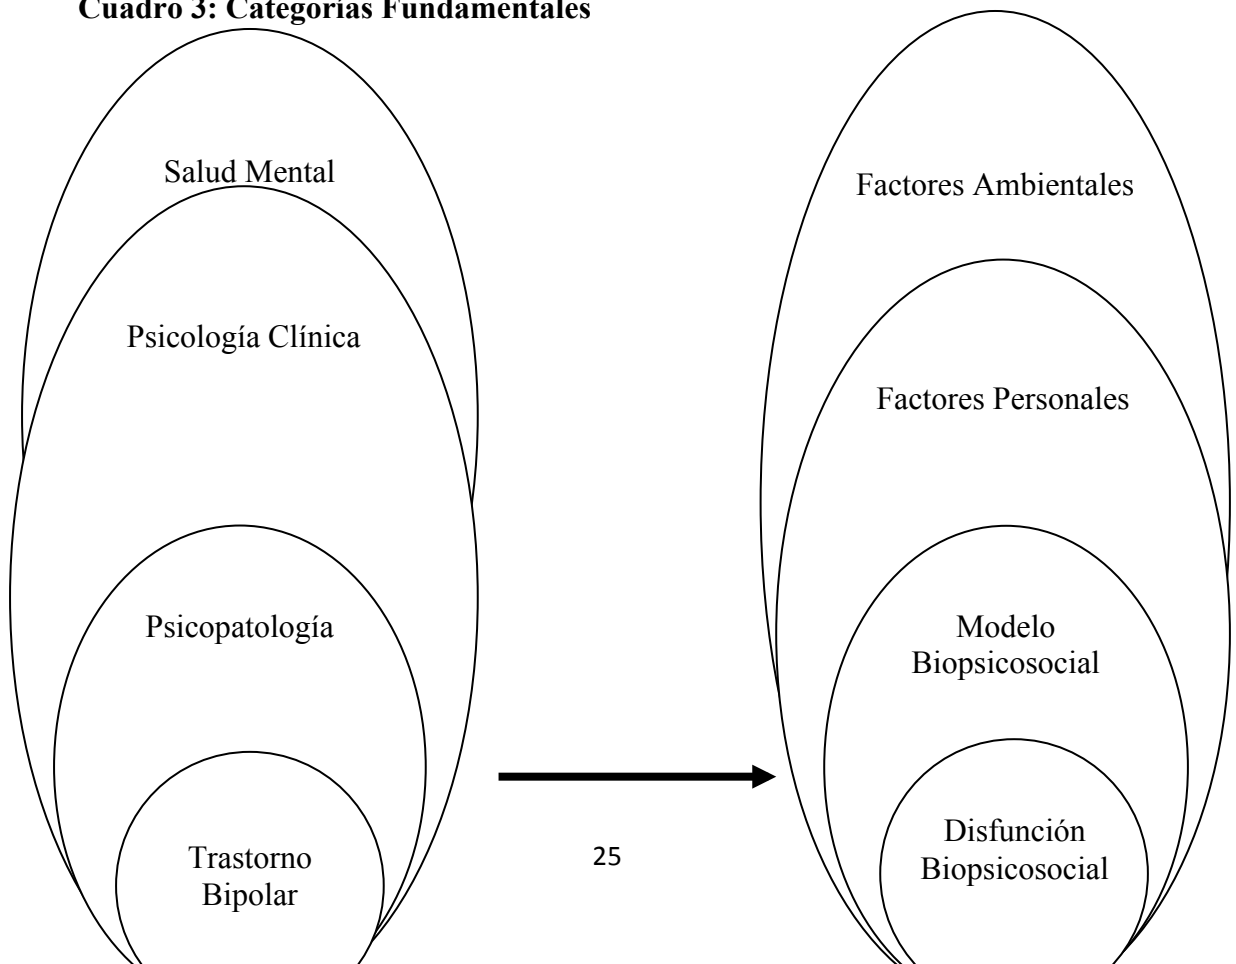 Cuadro 3: Categorías Fundamentales
Salud Mental
Psicología Clínica
Psicopatología
Trastorno
Bipolar
25
Factores Ambientales
Factores Personales
Modelo
Biopsicosocial
Disfunción
Biopsicosocial